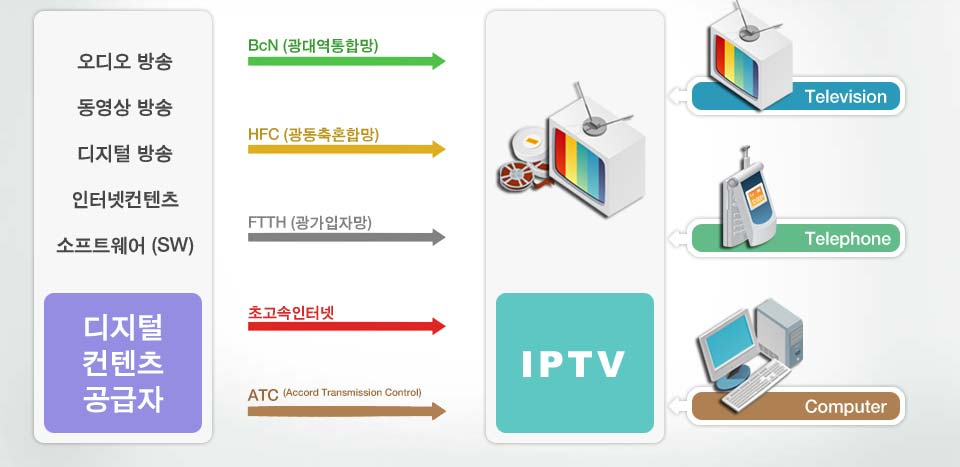 오디오 방송
동영상 방송
디지털 방송
인터넷컨텐츠
소프트웨어 (SW)
디지털
컨텐츠
공급자
BcN (광대역통합망)
HFC (광동축혼합망)
FTTH (광가입자망)
초고속인터넷
ATC (Accord Transmission Control)
IPTV
Television
Telephone
Computer